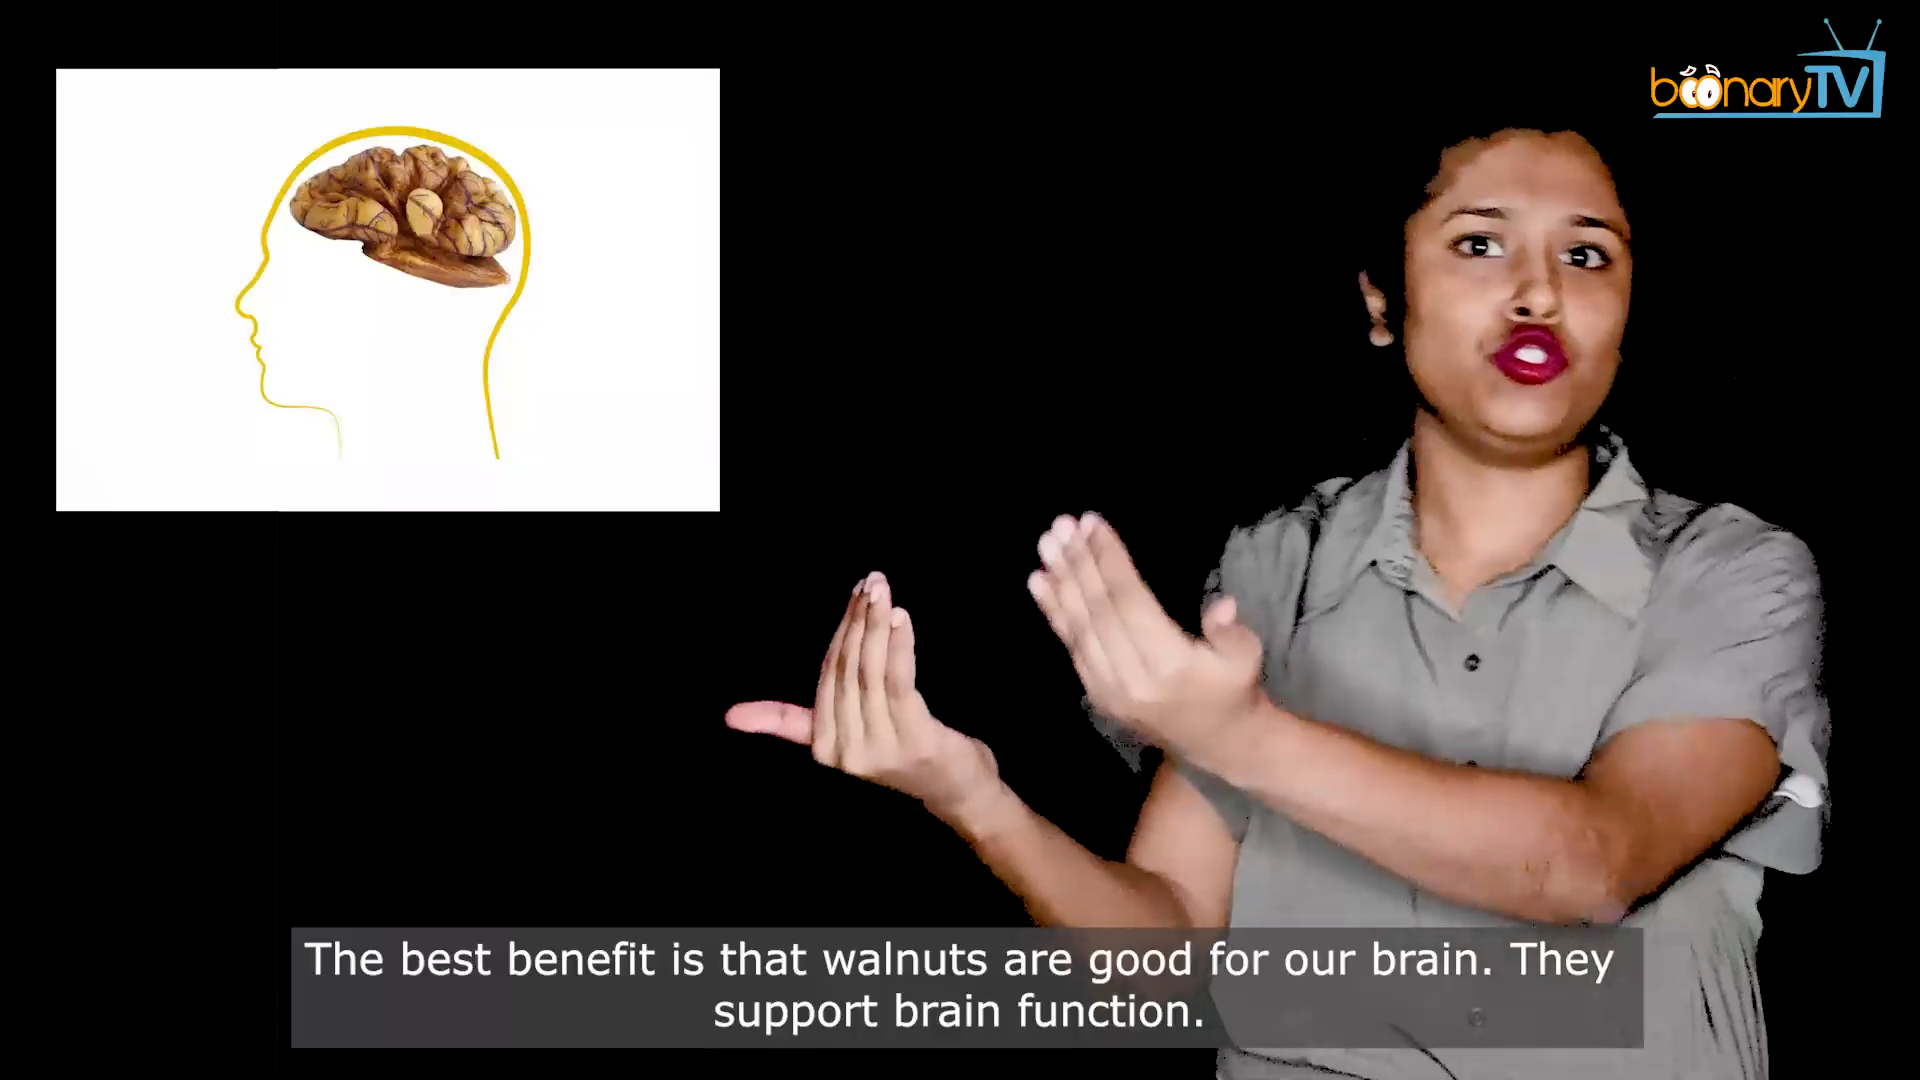 boonaryTV
The best benefit is that walnuts are good for our brain. They
support brain function.